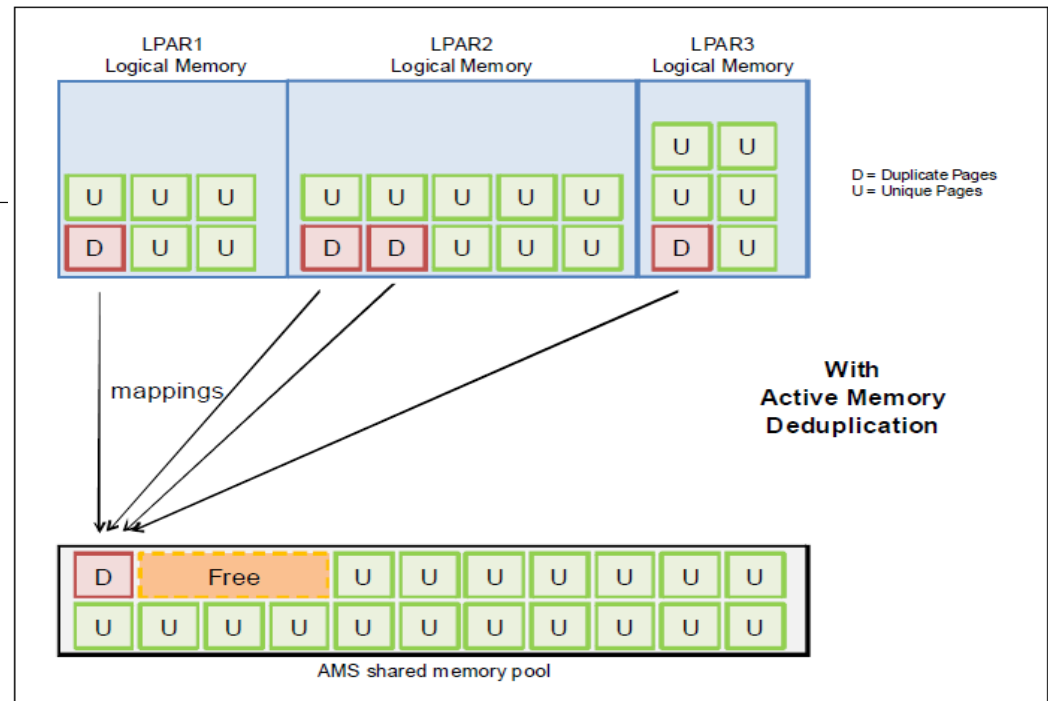 LPAR1
Logical Memory
LPAR2
Logical Memory
LPAR3
Logical Memory
U U
U U U U U U U U U U
D U U D D U U U D U
D = Duplicate Pages
U = Unique Pages
mappings
With
Active Memory
Deduplication
D Free U U U U U U U
U U U U U U U U U U U
AMS shared memory pool